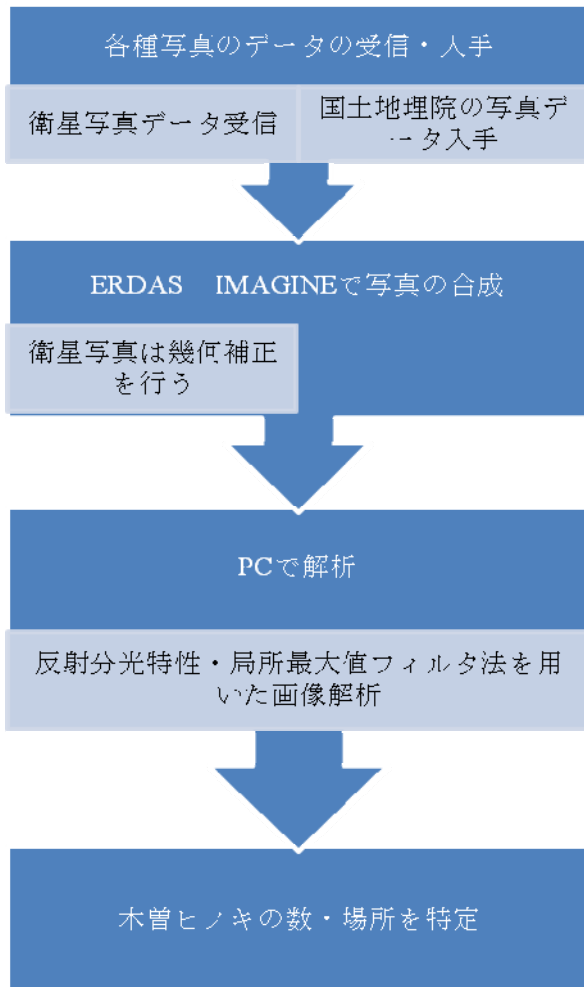 各種写真のデータの受信・入手
衛星写真データ受信
国土地理院の写真デ
ータ入手
ERDAS　IMAGINEで写真の合成
衛星写真は幾何補正
を行う
PCで解析
反射分光特性・局所最大値フィルタ法を用
いた画像解析
木曽ヒノキの数・場所を特定